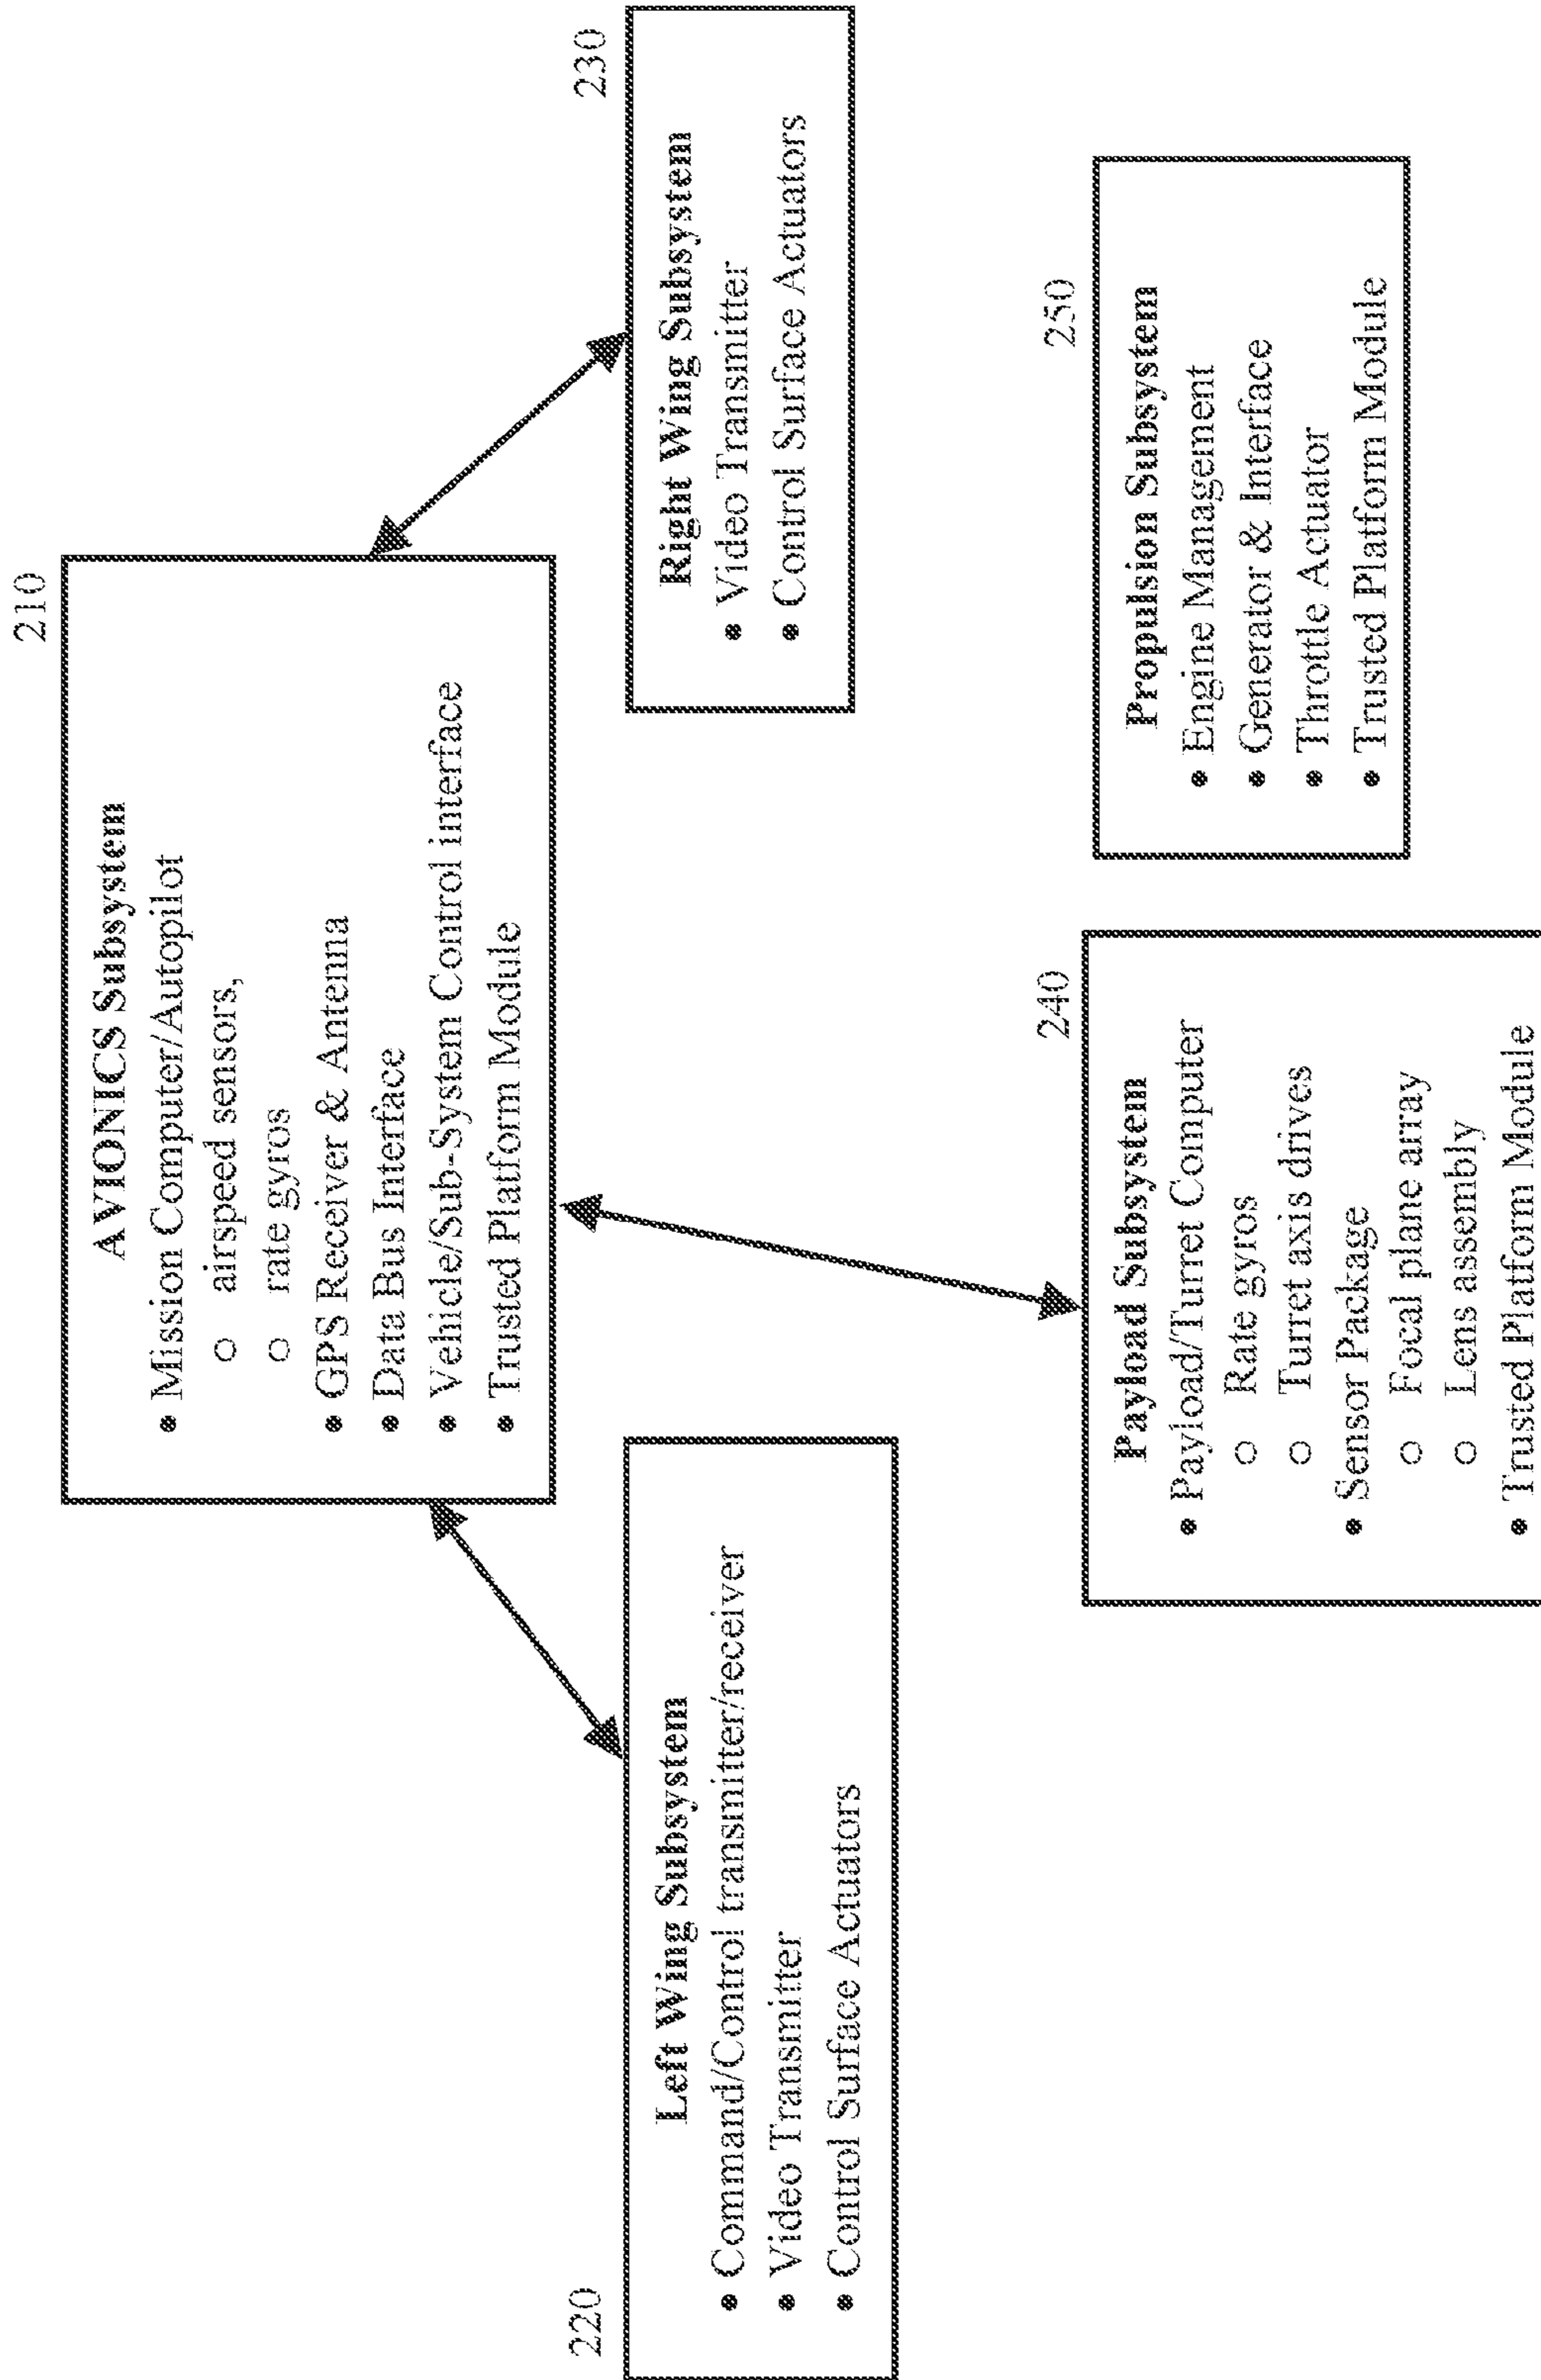 210
AVIONICS Subsystem
• Mission Computer/Autopilot
○ airspeed sensors,
○ rate gyros
• GPS Receiver & Antenna
• Data Bus Interface
• Vehicle/Sub-System Control interface
• Trusted Platform Module
220
Left Wing Subsystem
• Command/Control transmitter/receiver
• Video Transmitter
• Control Surface Actuators
230
Right Wing Subsystem
• Video Transmitter
• Control Surface Actuators
240
Payload Subsystem
• Payload/Turret Computer
○ Rate gyros
○ Turret axis drives
• Sensor Package
○ Focal plane array
○ Lens assembly
• Trusted Platform Module
250
Propulsion Subsystem
• Engine Management
• Generator & Interface
• Throttle Actuator
• Trusted Platform Module